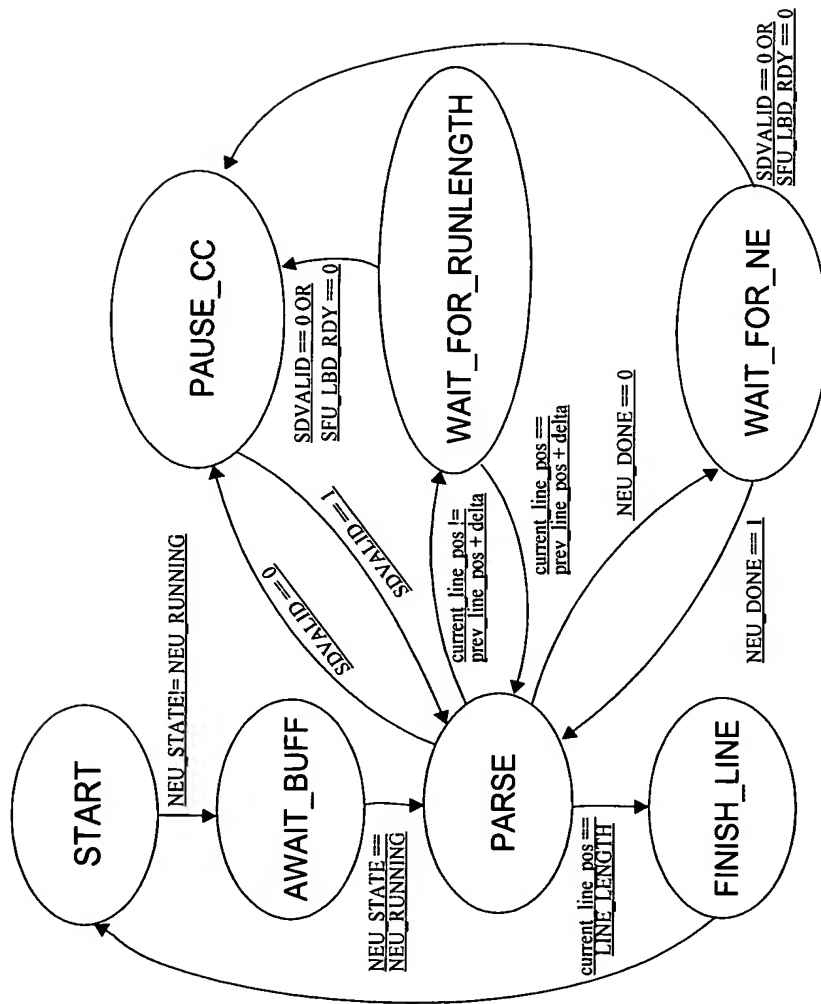 START
NEU_STATE!= NEU_RUNNING
AWAIT_BUFF
NEU_STATE ==
NEU_RUNNING
PARSE
current_line_pos ==
LINE_LENGTH
FINISH_LINE
PAUSE_CC
SDVALID == 0
SDVALID == 1
SDVALID == 0 OR
SFU_LBD_RDY == 0
WAIT_FOR_RUNLENGTH
current_line_pos !=
prev_line_pos + delta
current_line_pos ==
prev_line_pos + delta
WAIT_FOR_NE
NEU_DONE == 0
NEU_DONE == 1
SDVALID == 0 OR
SFU_LBD_RDY == 0